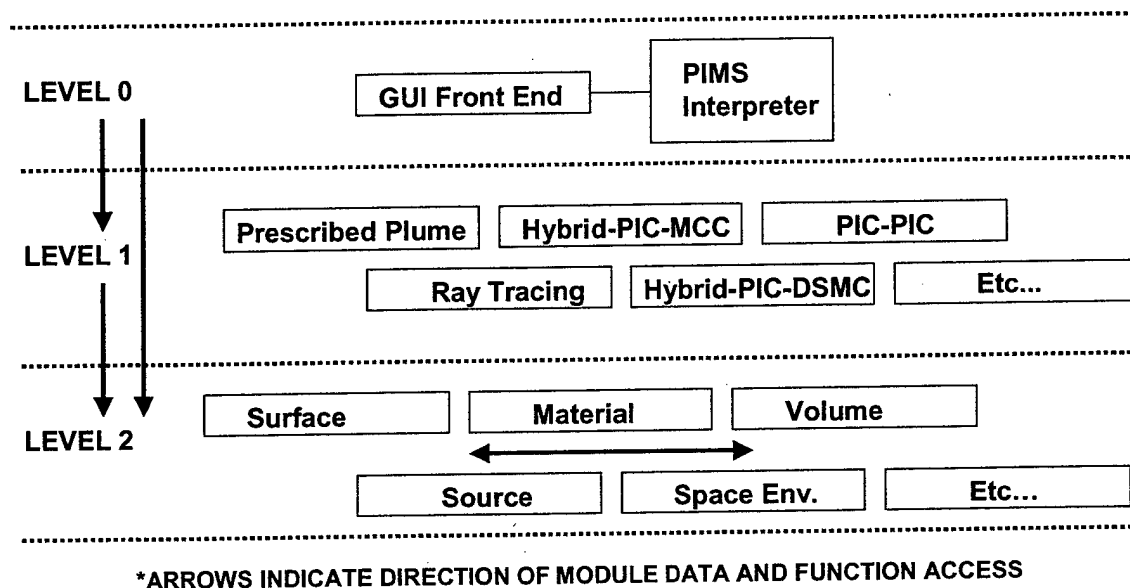 LEVEL 0
GUI Front End
PIMS
Interpreter
LEVEL 1
Prescribed Plume
Hybrid-PIC-MCC
PIC-PIC
Ray Tracing
Hybrid-PIC-DSMC
Etc...
LEVEL 2
Surface
Material
Volume
Source
Space Env.
Etc...
*ARROWS INDICATE DIRECTION OF MODULE DATA AND FUNCTION ACCESS